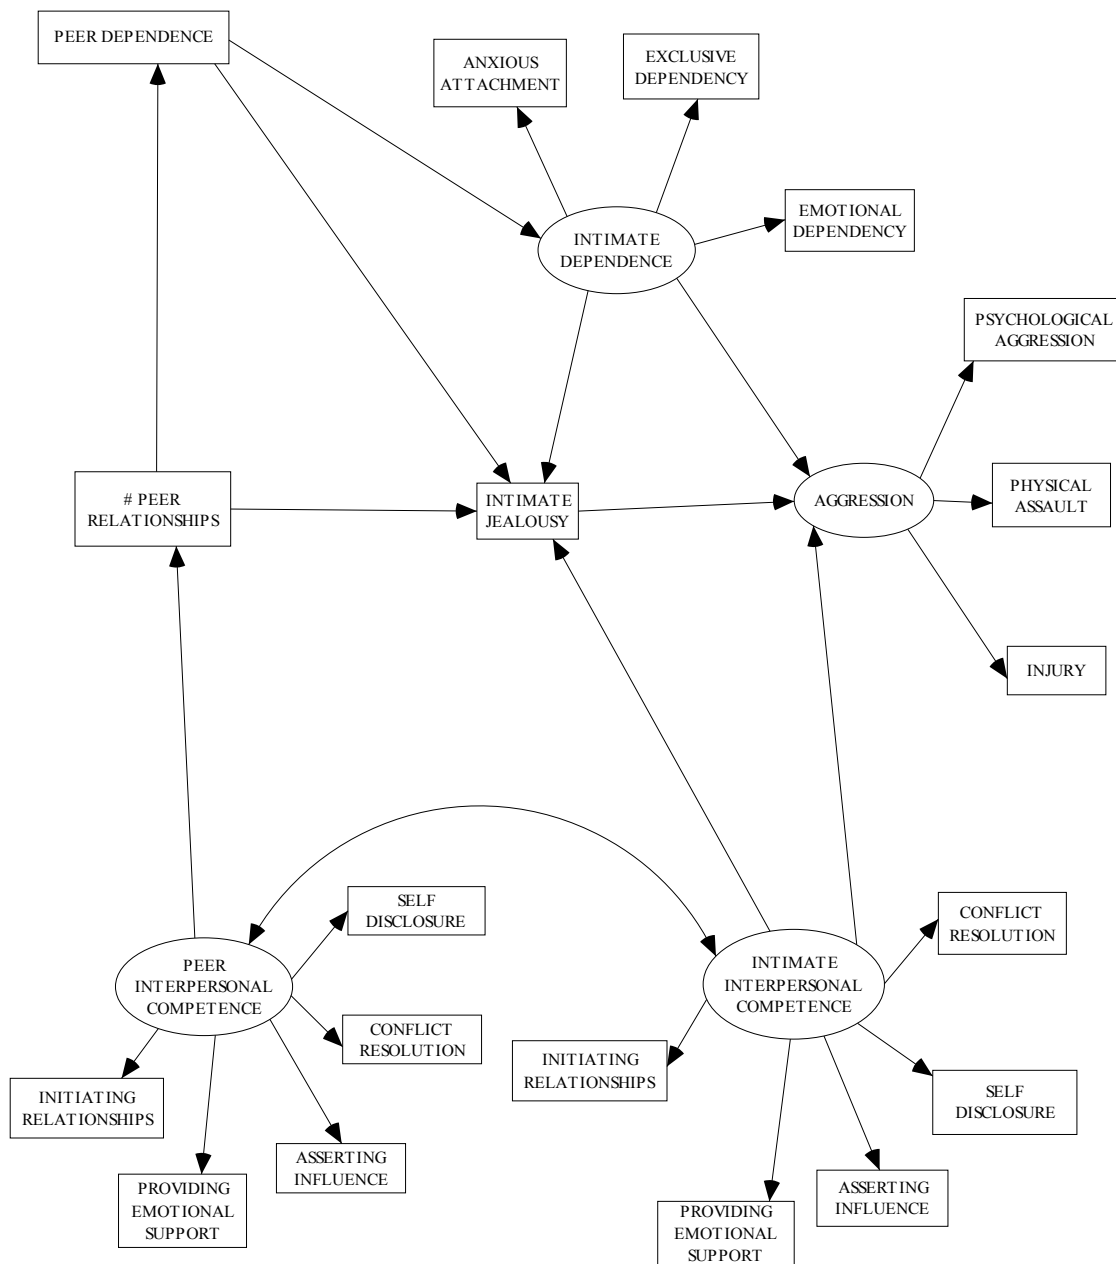 PEER DEPENDENCE
ANXIOUS
ATTACHMENT
EXCLUSIVE
DEPENDENCY
EMOTIONAL
DEPENDENCY
INTIMATE
DEPENDENCE
PSYCHOLOGICAL
AGGRESSION
# PEER
RELATIONSHIPS
INTIMATE
JEALOUSY
AGGRESSION
PHYSICAL
ASSAULT
INJURY
SELF
DISCLOSURE
CONFLICT
RESOLUTION
PEER
INTERPERSONAL
COMPETENCE
INTIMATE
INTERPERSONAL
COMPETENCE
CONFLICT
RESOLUTION
INITIATING
RELATIONSHIPS
INITIATING
RELATIONSHIPS
SELF
DISCLOSURE
ASSERTING
INFLUENCE
PROVIDING
EMOTIONAL
SUPPORT
ASSERTING
INFLUENCE
PROVIDING
EMOTIONAL
SUPPORT